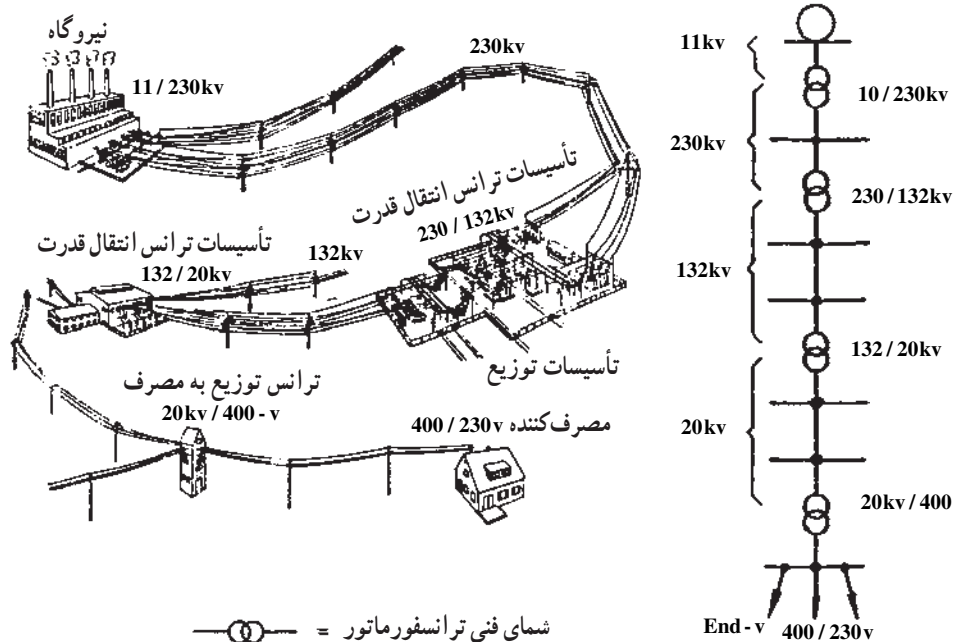 نیروگاه
11 / 230kv
230kv
تأسیسات ترانس انتقال قدرت
230 / 132kv
تأسیسات ترانس انتقال قدرت
132 / 20kv
132kv
تأسیسات توزیع
ترانس توزیع به مصرف
20kv / 400 - v
مصرف‌کننده 400 / 230v
شمای فنی ترانسفورماتور =
11kv
10 / 230kv
230kv
230 / 132kv
132kv
132 / 20kv
20kv
20kv / 400
End - v
400 / 230v